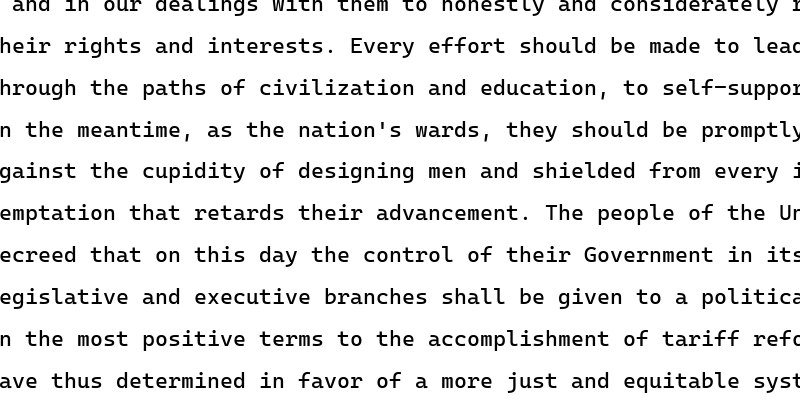 and in our dealings with them to honestly and considerately r
heir rights and interests. Every effort should be made to lead
hrough the paths of civilization and education, to self-suppor
n the meantime, as the nation's wards, they should be promptly
gainst the cupidity of designing men and shielded from every i
emptation that retards their advancement. The people of the Un
ecreed that on this day the control of their Government in its
egislative and executive branches shall be given to a politica
n the most positive terms to the accomplishment of tariff refo
ave thus determined in favor of a more just and equitable syst